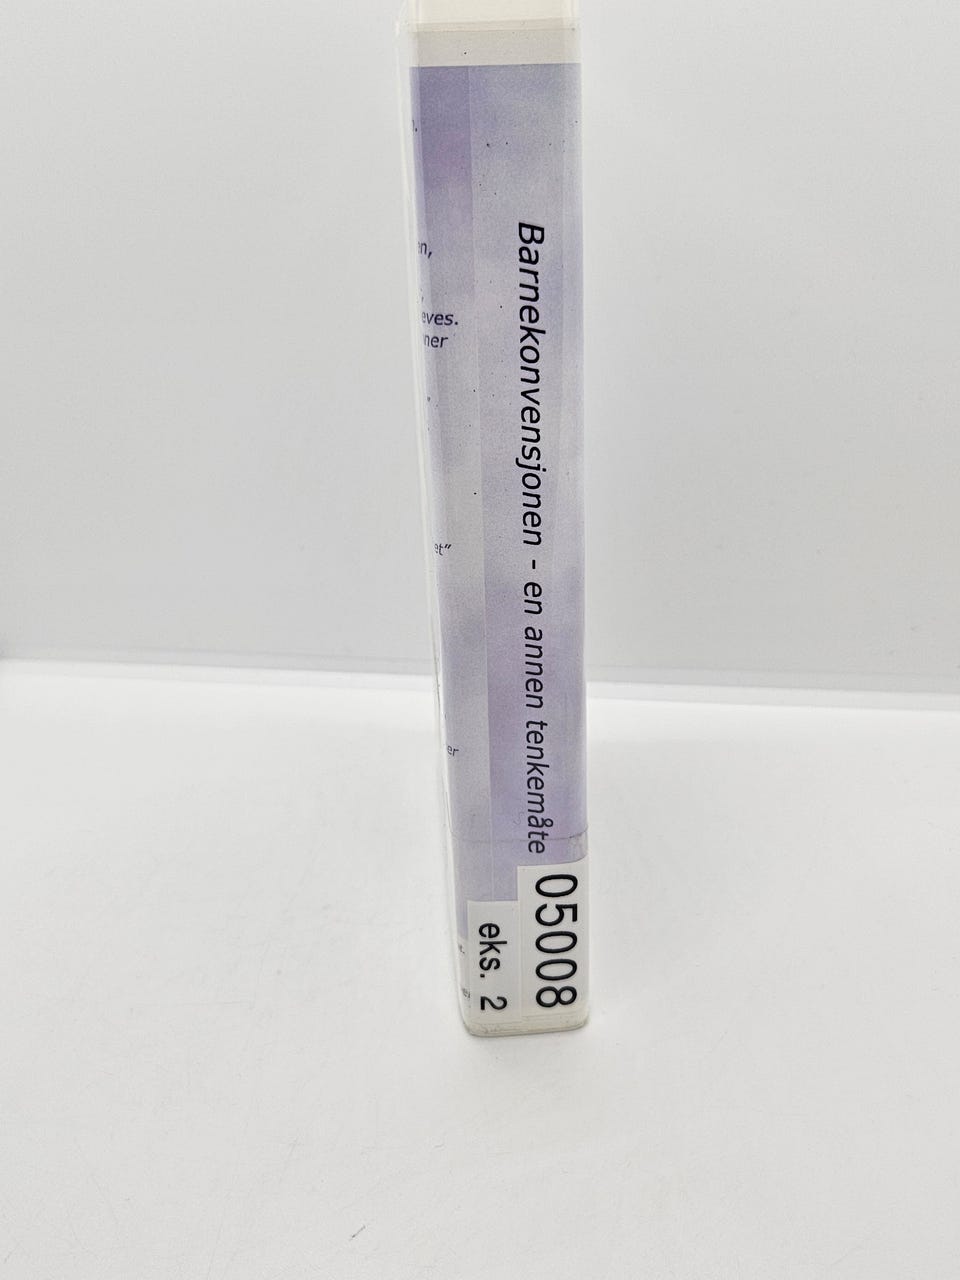 Barnekonvensjonen - en annen tenkemåte
05008
eks. 2